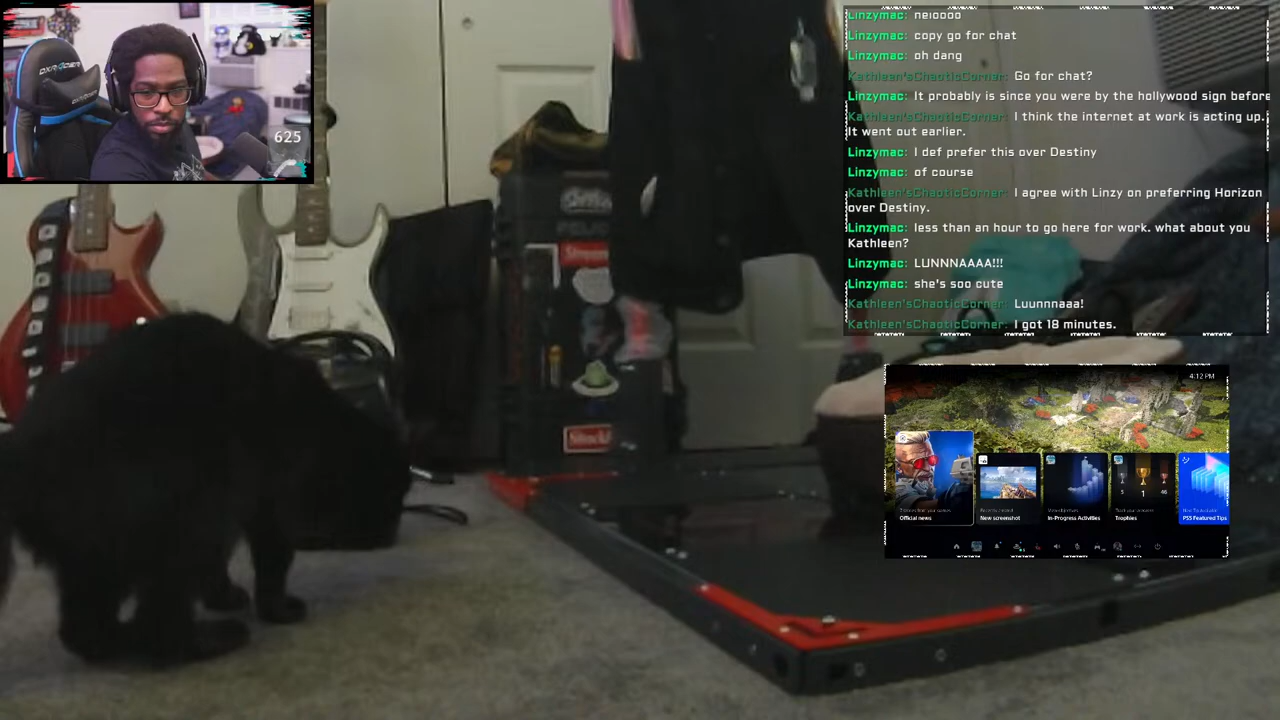 DXRACER
625
Linzymac: neioooo
Linzymac: copy go for chat
Linzymac: oh dang
Kathleen'sChaoticCorner: Go for chat?
Linzymac: It probably is since you were by the hollywood sign before
Kathleen'sChaoticCorner: I think the internet at work is acting up.
It went out earlier.
Linzymac: I def prefer this over Destiny
Linzymac: of course
Kathleen'sChaoticCorner: I agree with Linzy on preferring Horizon
over Destiny.
Linzymac: less than an hour to go here for work. what about you
Kathleen?
Linzymac: LUNNNAAAA!!!
Linzymac: she's soo cute
Kathleen'sChaoticCorner: Luunnnaaa!
Kathleen'sChaoticCorner: I got 18 minutes.
4:12 PM
5 1 46
Official news
New screenshot
In-Progress Activities
Trophies
PS5 Featured Tips